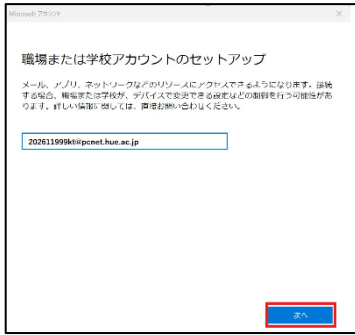 Microsoft アカウント
職場または学校アカウントのセットアップ
メール、アプリ、ネットワークなどのリソースにアクセスできるようになります。接続
する場合、職場または学校が、デバイスで変更できる設定などの制御を行う可能性があ
ります。詳しい情報に関しては、直接お問い合わせください。
202611999kt@pcnet.hue.ac.jp
次へ